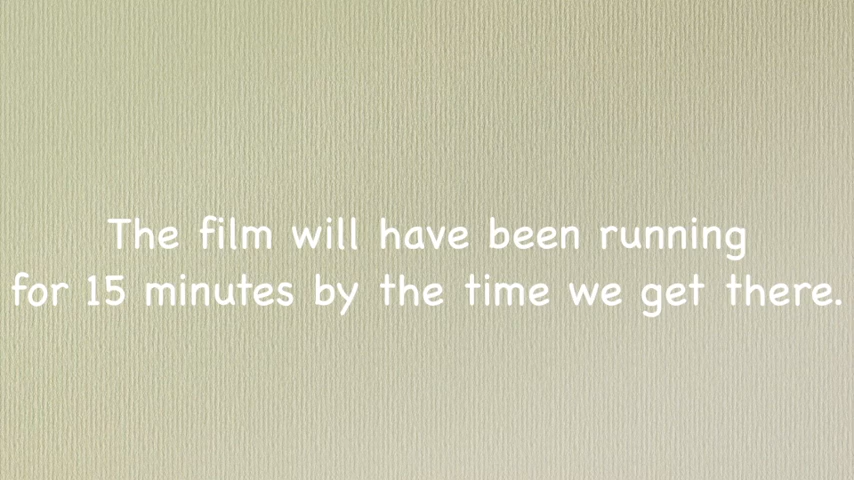 The film will have been running
for 15 minutes by the time we get there.